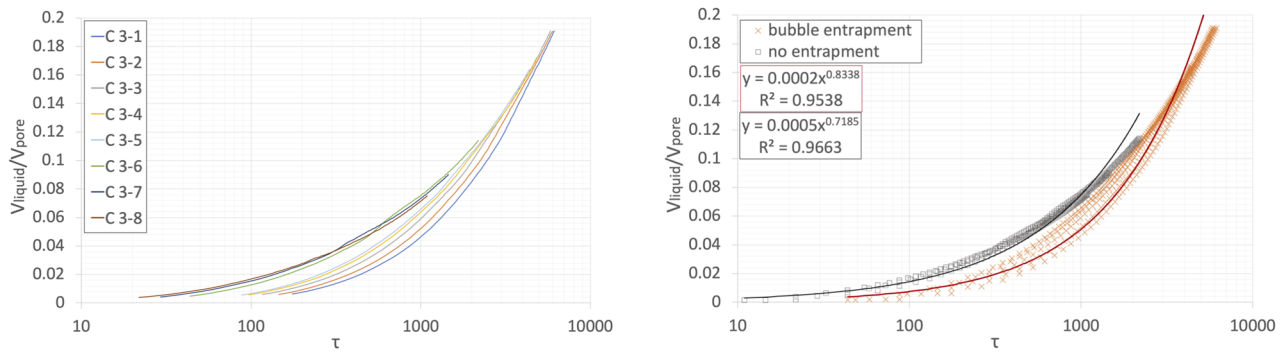 0.2
0.18
0.16
0.14
0.12
0.1
0.08
0.06
0.04
0.02
0
Vliquid/Vpore
C 3-1
C 3-2
C 3-3
C 3-4
C 3-5
C 3-6
C 3-7
C 3-8
10 100 1000 10000
τ
0.2
0.18
0.16
0.14
0.12
0.1
0.08
0.06
0.04
0.02
0
Vliquid/Vpore
bubble entrapment
no entrapment
y = 0.0002x^0.8338
R² = 0.9538
y = 0.0005x^0.7185
R² = 0.9663
10 100 1000 10000
τ